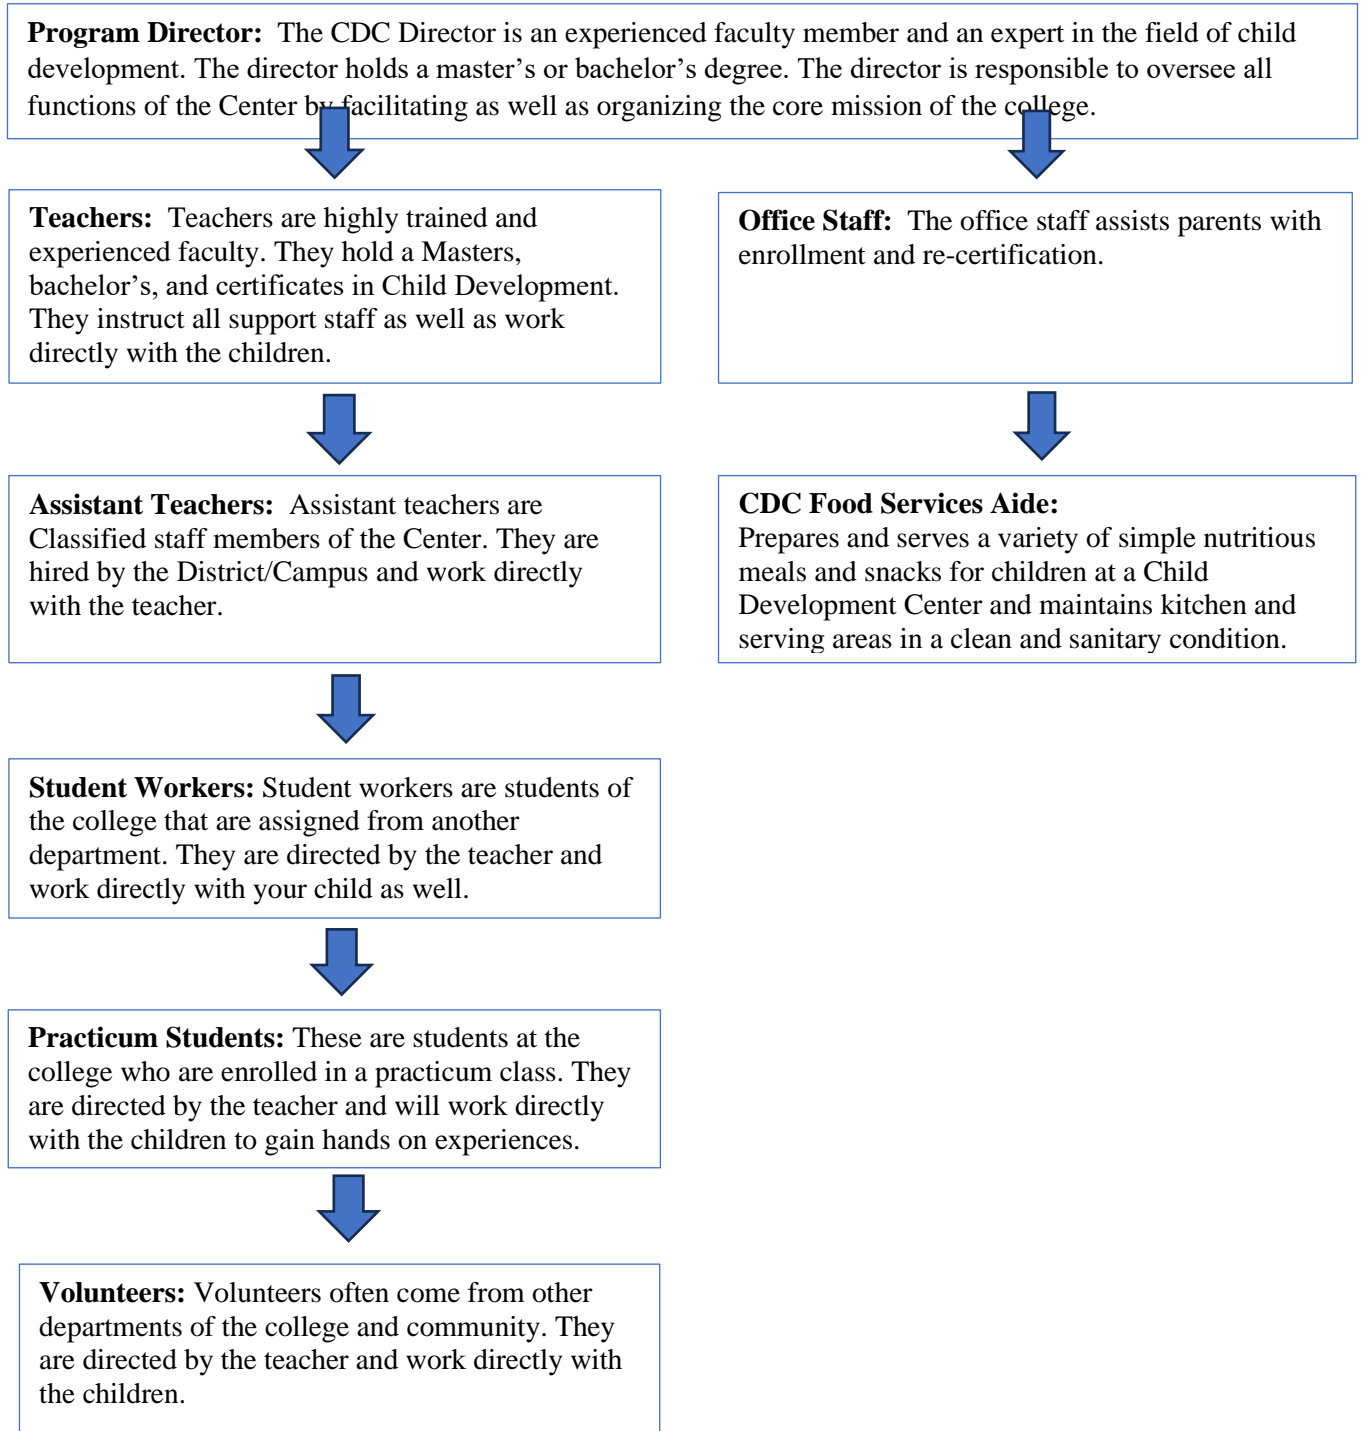 Program Director: The CDC Director is an experienced faculty member and an expert in the field of child
development. The director holds a master’s or bachelor’s degree. The director is responsible to oversee all
functions of the Center by facilitating as well as organizing the core mission of the college.
Teachers: Teachers are highly trained and
experienced faculty. They hold a Masters,
bachelor’s, and certificates in Child Development.
They instruct all support staff as well as work
directly with the children.
Office Staff: The office staff assists parents with
enrollment and re-certification.
Assistant Teachers: Assistant teachers are
Classified staff members of the Center. They are
hired by the District/Campus and work directly
with the teacher.
CDC Food Services Aide:
Prepares and serves a variety of simple nutritious
meals and snacks for children at a Child
Development Center and maintains kitchen and
serving areas in a clean and sanitary condition.
Student Workers: Student workers are students of
the college that are assigned from another
department. They are directed by the teacher and
work directly with your child as well.
Practicum Students: These are students at the
college who are enrolled in a practicum class. They
are directed by the teacher and will work directly
with the children to gain hands on experiences.
Volunteers: Volunteers often come from other
departments of the college and community. They
are directed by the teacher and work directly with
the children.